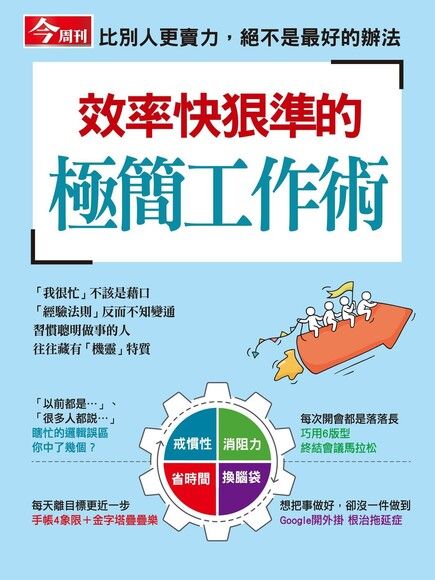 今周刊
比別人更賣力，絕不是最好的辦法
效率快狠準的
極簡工作術
「我很忙」不該是藉口
「經驗法則」反而不知變通
習慣聰明做事的人
往往藏有「機靈」特質
「以前都是…」、
「很多人都說…」
瞎忙的邏輯誤區
你中了幾個？
戒慣性
消阻力
每次開會都是落落長
巧用6版型
終結會議馬拉松
省時間
換腦袋
每天離目標更近一步
手帳4象限＋金字塔疊疊樂
想把事做好，卻沒一件做到
Google開外掛 根治拖延症